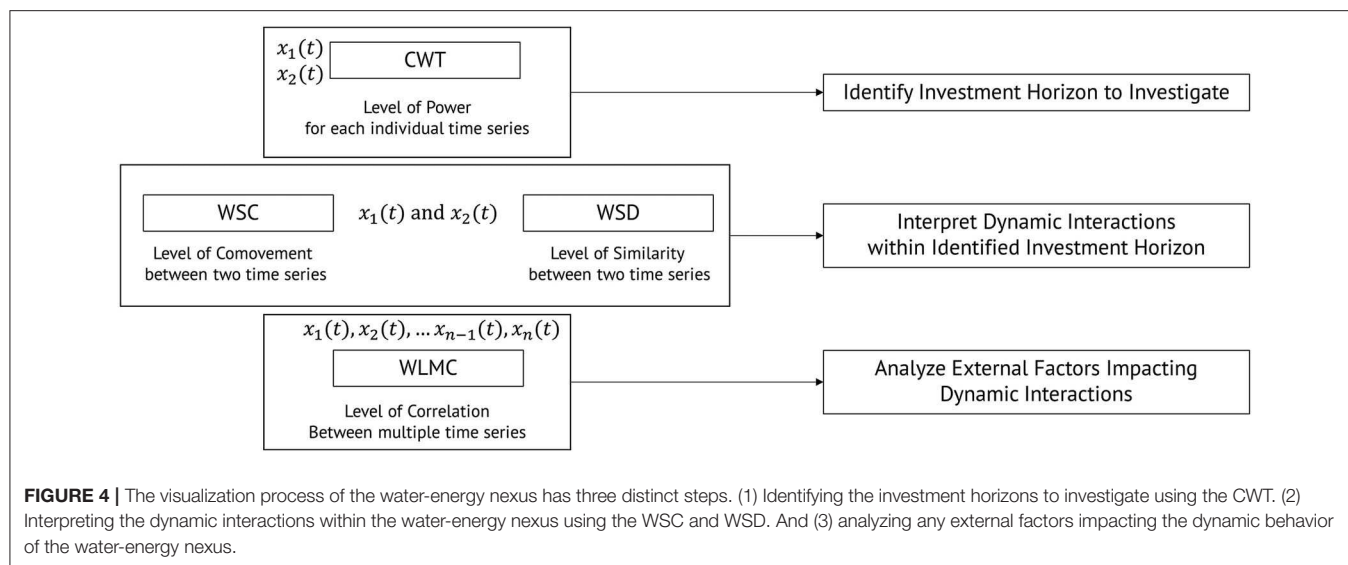 x₁(t)
x₂(t)
CWT
Level of Power
for each individual time series
Identify Investment Horizon to Investigate
WSC
x₁(t) and x₂(t)
WSD
Level of Comovement
between two time series
Level of Similarity
between two time series
Interpret Dynamic Interactions
within Identified Investment Horizon
x₁(t), x₂(t), … xₙ₋₁(t), xₙ(t)
WLMC
Level of Correlation
Between multiple time series
Analyze External Factors Impacting
Dynamic Interactions
FIGURE 4 | The visualization process of the water-energy nexus has three distinct steps. (1) Identifying the investment horizons to investigate using the CWT. (2)
Interpreting the dynamic interactions within the water-energy nexus using the WSC and WSD. And (3) analyzing any external factors impacting the dynamic behavior
of the water-energy nexus.